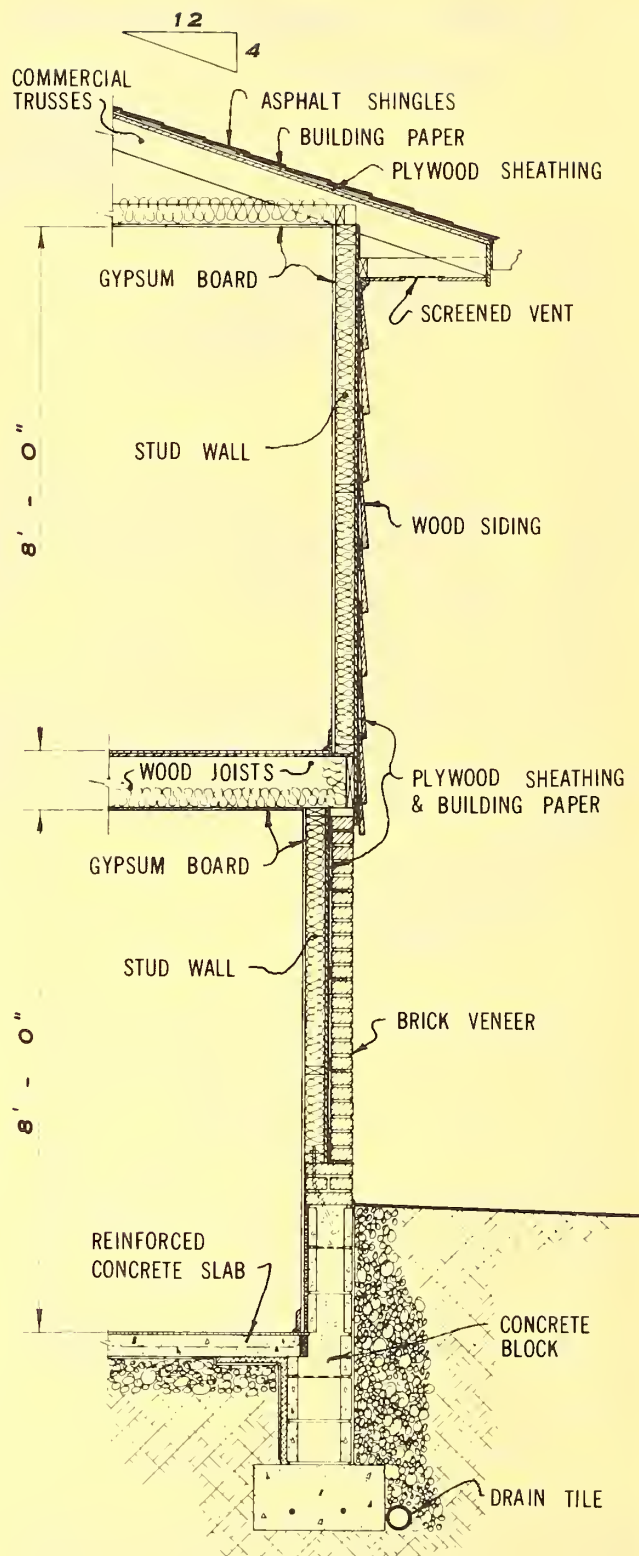 12
4
COMMERCIAL
TRUSSES
ASPHALT SHINGLES
BUILDING PAPER
PLYWOOD SHEATHING
GYPSUM BOARD
SCREENED VENT
8' - 0"
STUD WALL
WOOD SIDING
WOOD JOISTS
PLYWOOD SHEATHING
& BUILDING PAPER
GYPSUM BOARD
STUD WALL
8' - 0"
BRICK VENEER
REINFORCED
CONCRETE SLAB
CONCRETE
BLOCK
DRAIN TILE